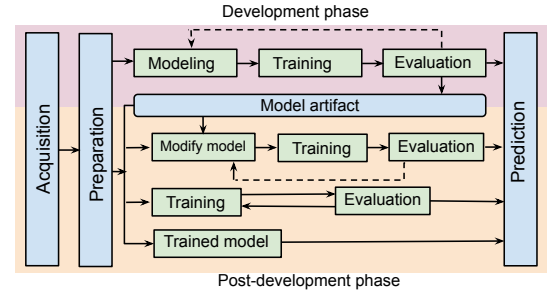 Development phase
Acquisition
Preparation
Modeling
Training
Evaluation
Prediction
Model artifact
Modify model
Training
Evaluation
Training
Evaluation
Trained model
Post-development phase